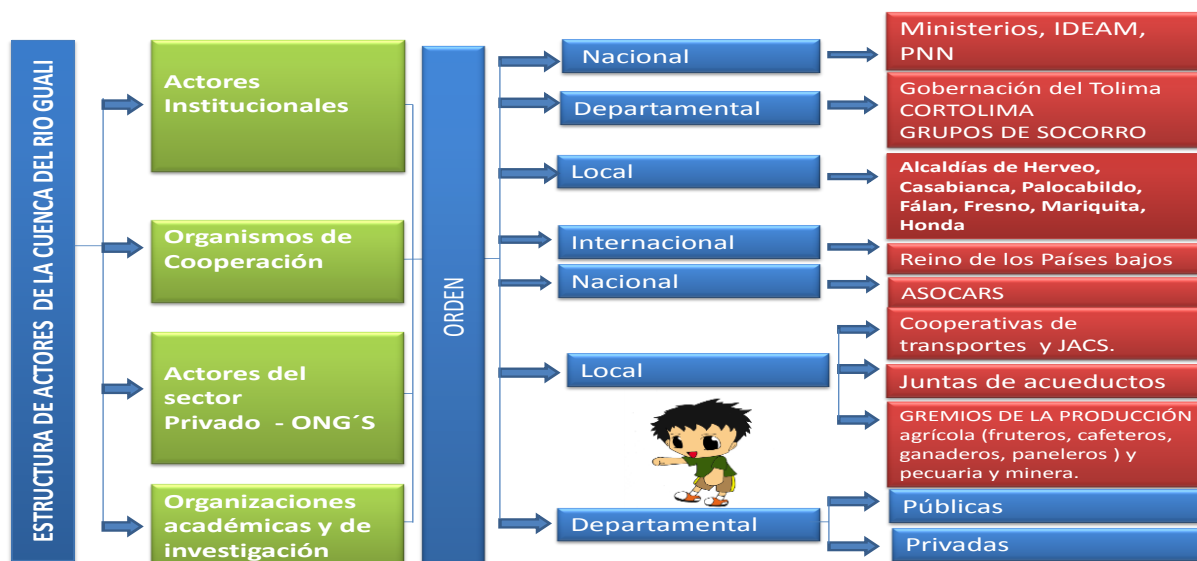 ESTRUCTURA DE ACTORES DE LA CUENCA DEL RIO GUALI
Actores
Institucionales
Organismos de
Cooperación
Actores del
sector
Privado - ONG´S
Organizaciones
académicas y de
investigación
ORDEN
Nacional
Departamental
Local
Internacional
Nacional
Local
Departamental
Ministerios, IDEAM,
PNN
Gobernación del Tolima
CORTOLIMA
GRUPOS DE SOCORRO
Alcaldías de Herveo,
Casabianca, Palocabildo,
Fálan, Fresno, Mariquita,
Honda
Reino de los Países bajos
ASOCARS
Cooperativas de
transportes y JACS.
Juntas de acueductos
GREMIOS DE LA PRODUCCIÓN
agrícola (fruteros, cafeteros,
ganaderos, paneleros ) y
pecuaria y minera.
Públicas
Privadas